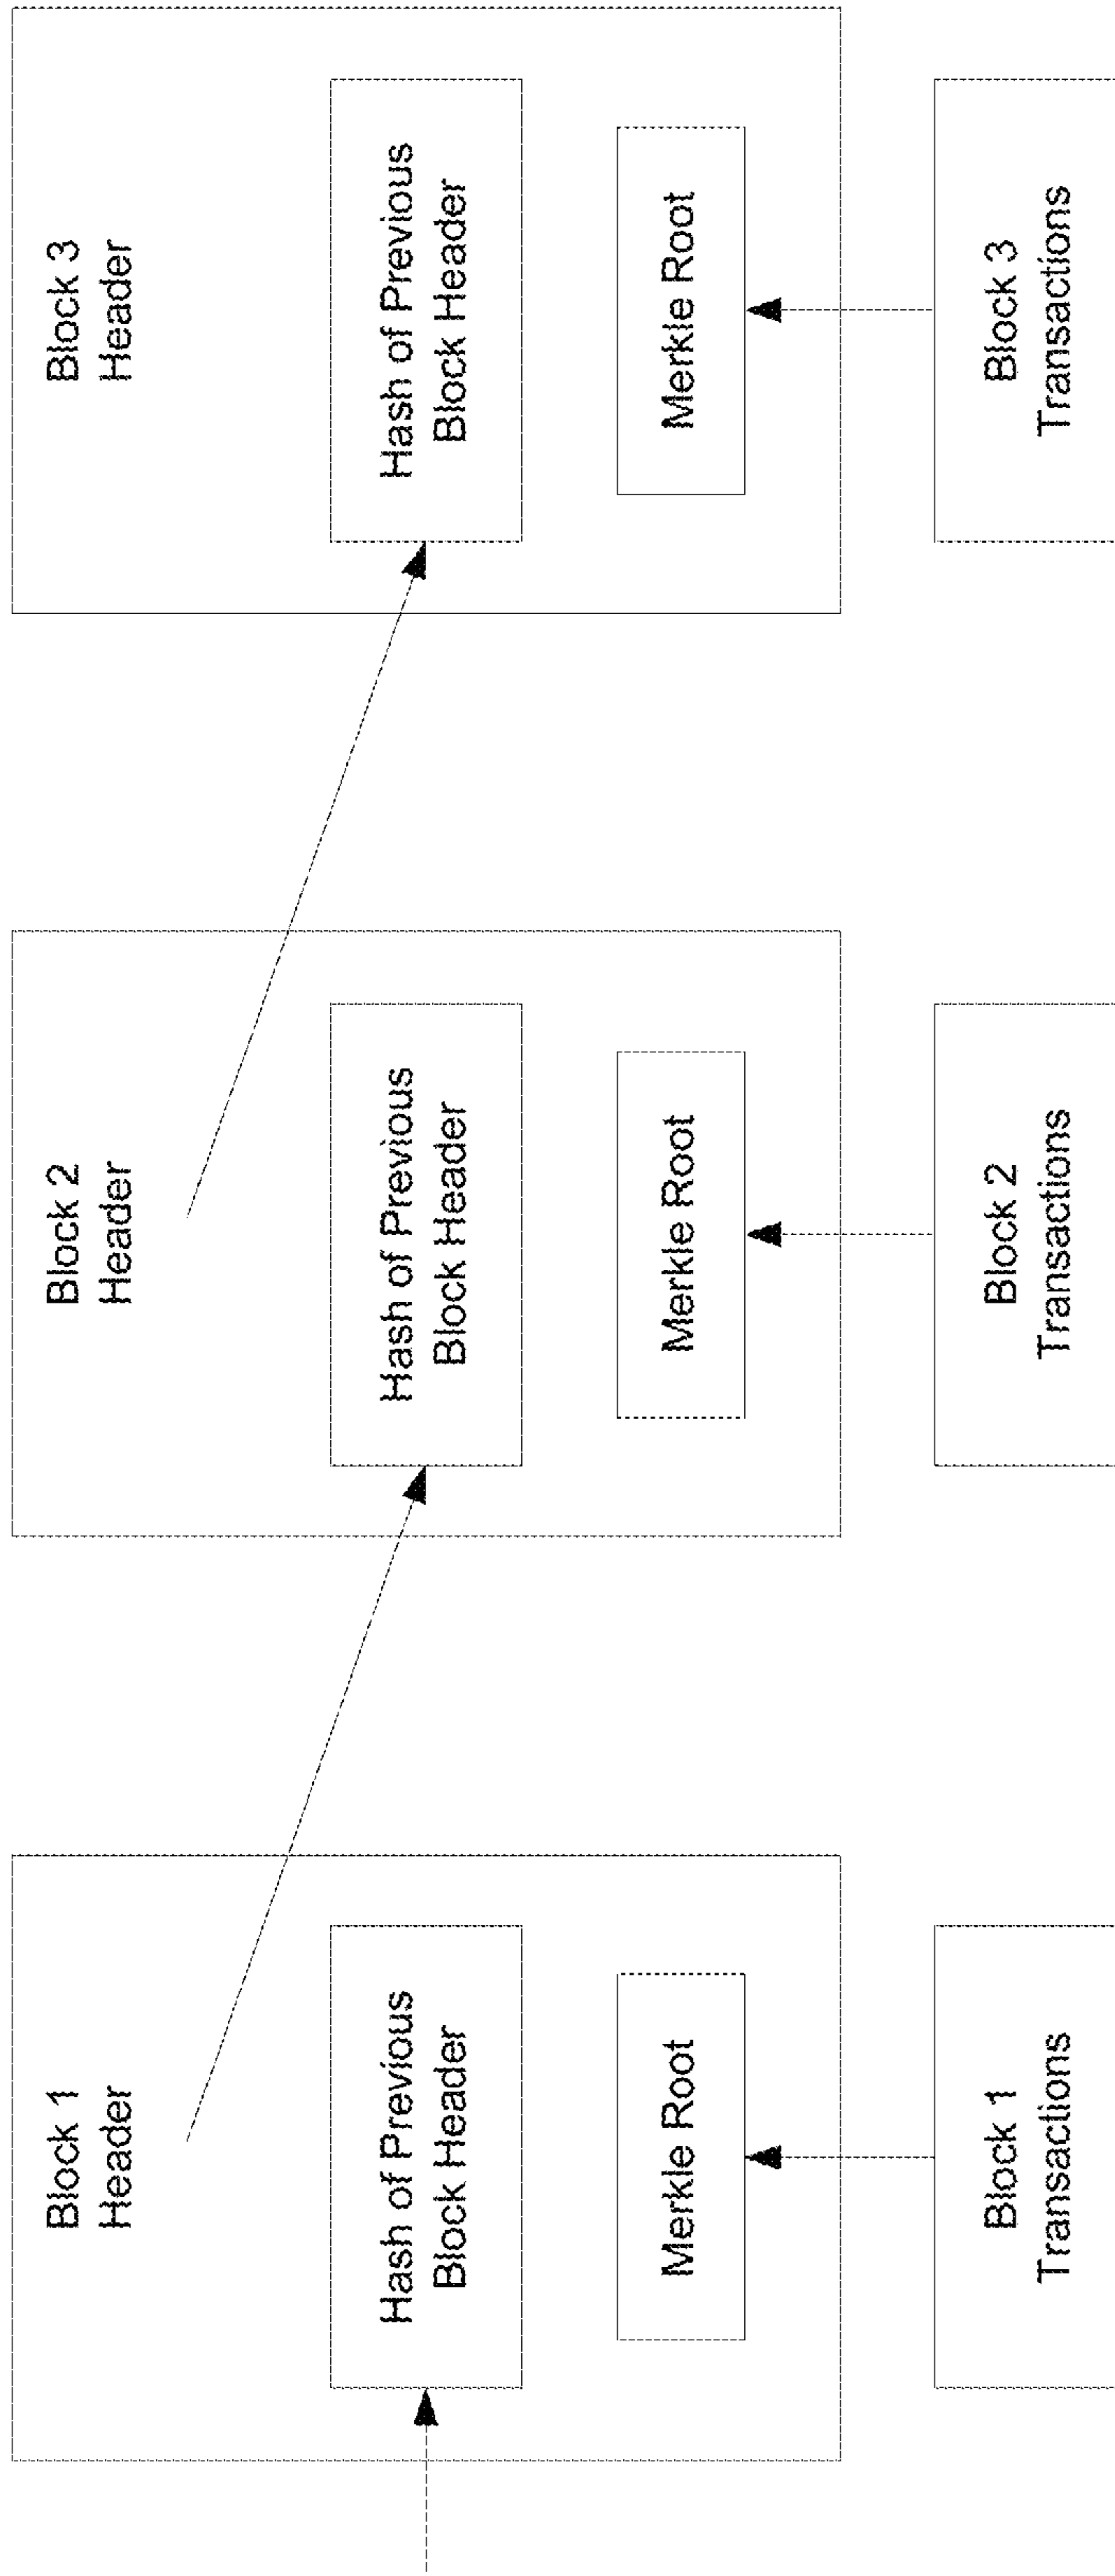 Block 1
Header
Hash of Previous
Block Header
Merkle Root
Block 1
Transactions
Block 2
Header
Hash of Previous
Block Header
Merkle Root
Block 2
Transactions
Block 3
Header
Hash of Previous
Block Header
Merkle Root
Block 3
Transactions